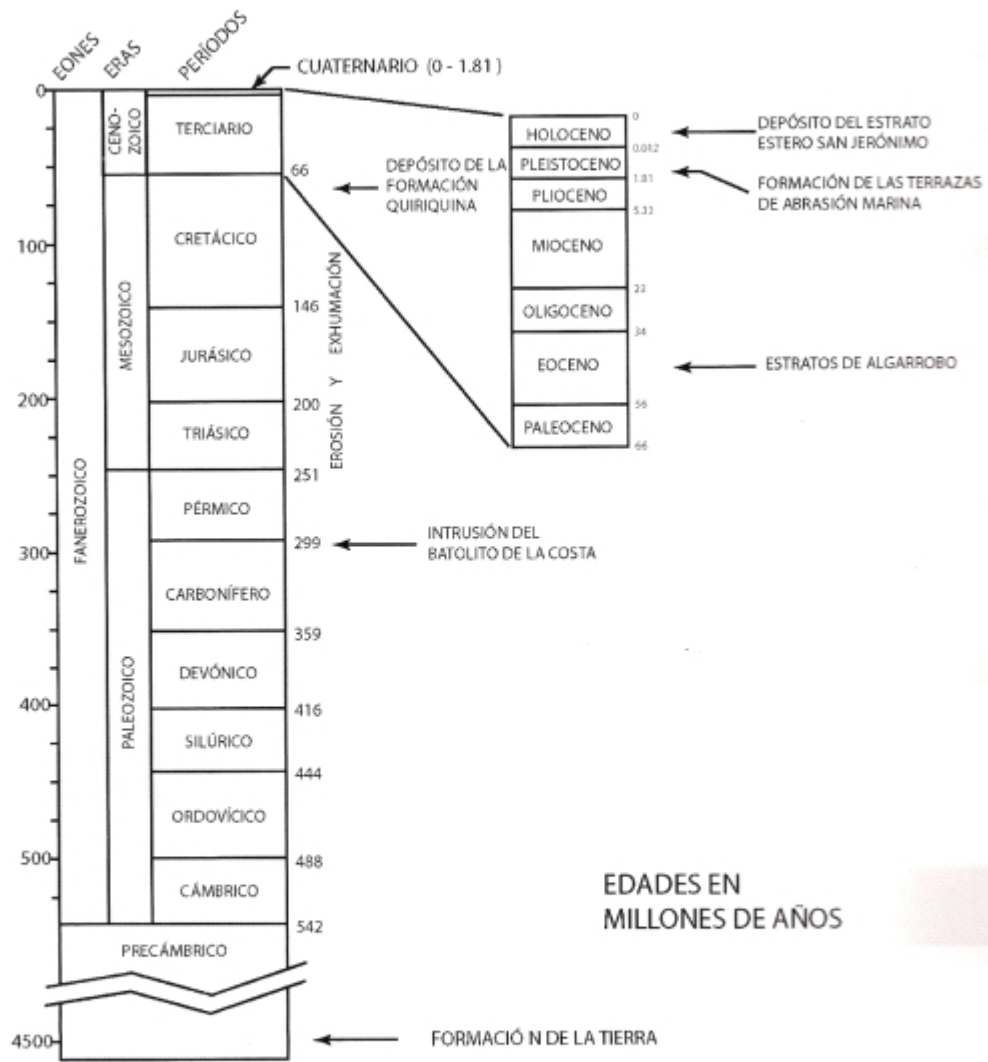 EONES
ERAS
PERÍODOS
CUATERNARIO (0 - 1.81 )
0
100
200
300
400
500
4500
FANEROZOICO
CENO-
ZOICO
MESOZOICO
PALEOZOICO
TERCIARIO
66
CRETÁCICO
146
JURÁSICO
200
TRIÁSICO
251
PÉRMICO
299
CARBONÍFERO
359
DEVÓNICO
416
SILÚRICO
444
ORDOVÍCICO
488
CÁMBRICO
542
PRECÁMBRICO
DEPÓSITO DE LA
FORMACIÓN
QUIRIQUINA
EROSIÓN Y EXHUMACIÓN
INTRUSIÓN DEL
BATOLITO DE LA COSTA
0
HOLOCENO
0.012
PLEISTOCENO
1.81
PLIOCENO
5.33
MIOCENO
23
OLIGOCENO
34
EOCENO
56
PALEOCENO
66
DEPÓSITO DEL ESTRATO
ESTERO SAN JERÓNIMO
FORMACIÓN DE LAS TERRAZAS
DE ABRASIÓN MARINA
ESTRATOS DE ALGARROBO
EDADES EN
MILLONES DE AÑOS
FORMACIÓ N DE LA TIERRA